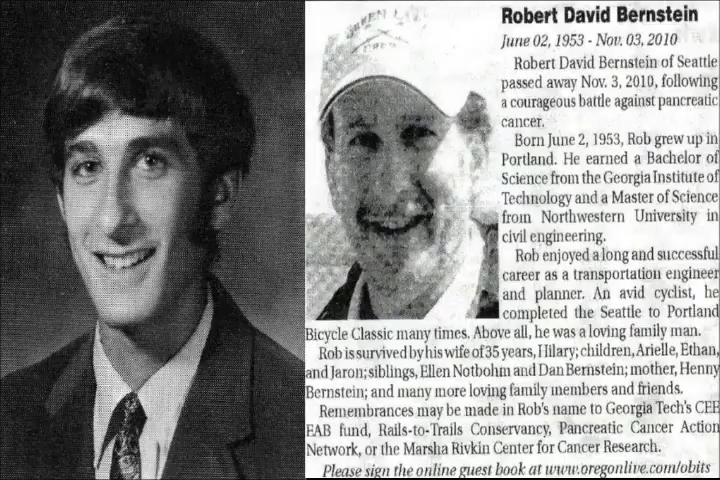 Robert David Bernstein
June 02, 1953 - Nov. 03, 2010
Robert David Bernstein of Seattle
passed away Nov. 3, 2010, following
a courageous battle against pancreatic
cancer.
Born June 2, 1953, Rob grew up in
Portland. He earned a Bachelor of
Science from the Georgia Institute of
Technology and a Master of Science
from Northwestern University in
civil engineering.
Rob enjoyed a long and successful
career as a transportation engineer
and planner. An avid cyclist, he
completed the Seattle to Portland
Bicycle Classic many times. Above all, he was a loving family man.
Rob is survived by his wife of 35 years, Hilary; children, Arielle, Ethan,
and Jaron; siblings, Ellen Notbohm and Dan Bernstein; mother, Henny
Bernstein; and many more loving family members and friends.
Remembrances may be made in Rob's name to Georgia Tech's CEE
EAB fund, Rails-to-Trails Conservancy, Pancreatic Cancer Action
Network, or the Marsha Rivkin Center for Cancer Research.
Please sign the online guest book at www.oregonlive.com/obits